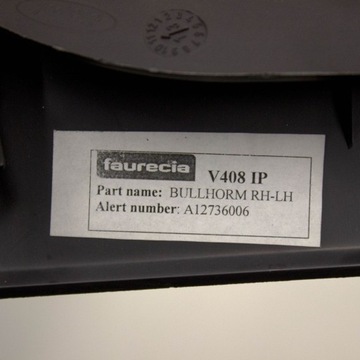 faurecia
V408 IP
Part name: BULLHORM RH-LH
Alert number: A12736006